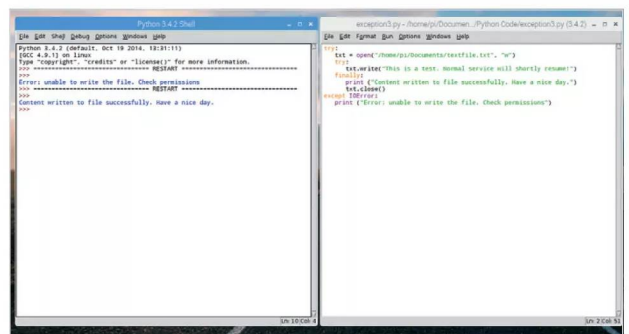 Python 3.4.2 Shell
File Edit Shell Debug Options Windows Help
Python 3.4.2 (default, Oct 19 2014, 13:31:11)
[GCC 4.9.1] on linux
Type "copyright", "credits" or "license()" for more information.
>>> ================================ RESTART ================================
>>>
Error: unable to write the file. Check permissions
>>> ================================ RESTART ================================
>>>
Content written to file successfully. Have a nice day.
>>>
Ln: 10 Col: 4
exception3.py - /home/pi/Documen.../Python Code/exception3.py (3.4.2)
File Edit Format Run Options Windows Help
try:
txt = open("/home/pi/Documents/textfile.txt", "w")
try:
txt.write("This is a test. Normal service will shortly resume!")
finally:
print ("Content written to file successfully. Have a nice day.")
txt.close()
except IOError:
print ("Error: unable to write the file. Check permissions")
Ln: 2 Col: 51